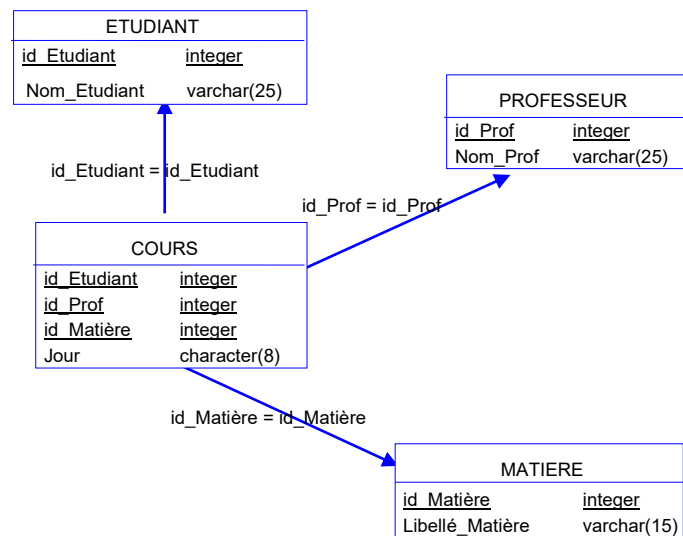 ETUDIANT
id_Etudiant integer
Nom_Etudiant varchar(25)
PROFESSEUR
id_Prof integer
Nom_Prof varchar(25)
id_Etudiant = id_Etudiant
id_Prof = id_Prof
COURS
id_Etudiant integer
id_Prof integer
id_Matière integer
Jour character(8)
id_Matière = id_Matière
MATIERE
id_Matière integer
Libellé_Matière varchar(15)